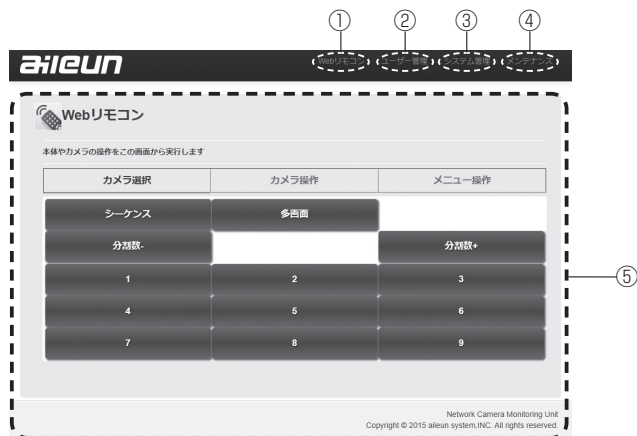 ① ② ③ ④
aileun Webリモコン ユーザー管理 システム管理 メンテナンス
Webリモコン
本体やカメラの操作をこの画面から実行します
カメラ選択 カメラ操作 メニュー操作
シーケンス 多画面
分割数- 分割数+
1 2 3
⑤
4 5 6
7 8 9
Network Camera Monitoring Unit
Copyright © 2015 aileun system,INC. All rights reserved.